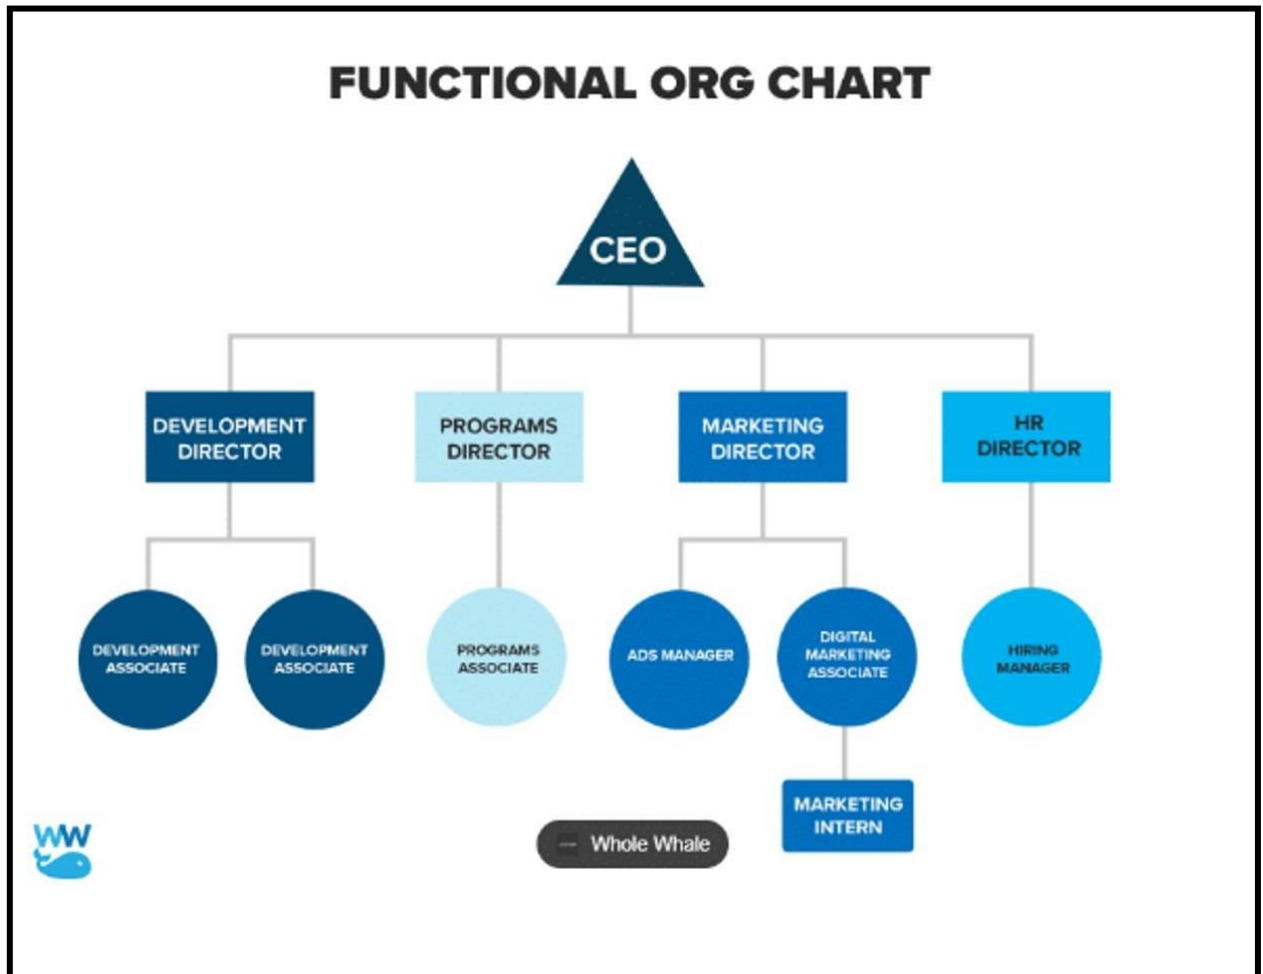 FUNCTIONAL ORG CHART
CEO
DEVELOPMENT
DIRECTOR
PROGRAMS
DIRECTOR
MARKETING
DIRECTOR
HR
DIRECTOR
DEVELOPMENT
ASSOCIATE
DEVELOPMENT
ASSOCIATE
PROGRAMS
ASSOCIATE
ADS MANAGER
DIGITAL
MARKETING
ASSOCIATE
HIRING
MANAGER
MARKETING
INTERN
WW
Whole Whale